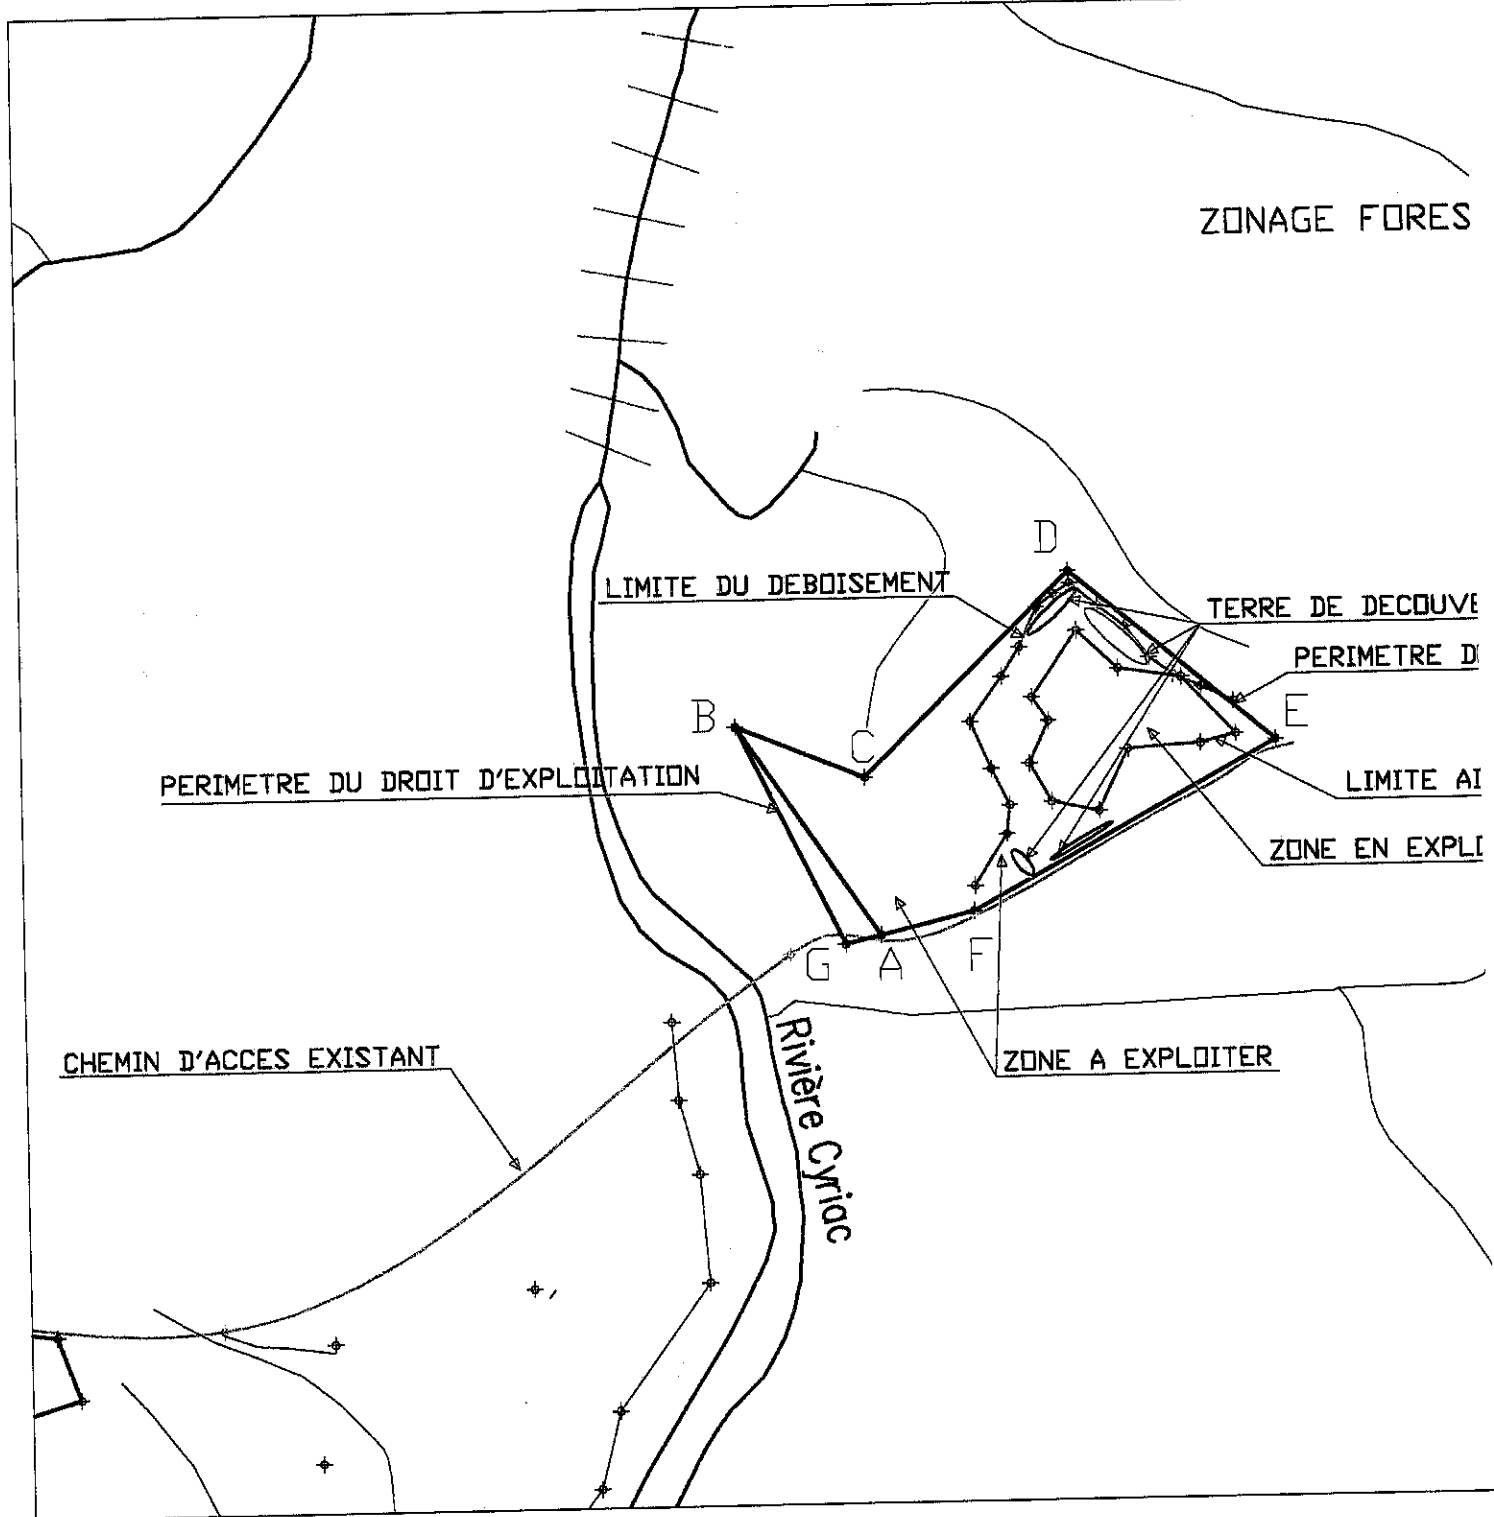 ZONAGE FORES
D
LIMITE DU DEBOISEMENT
TERRE DE DECOUVE
PERIMETRE D
B
E
C
PERIMETRE DU DROIT D'EXPLOITATION
LIMITE AI
ZONE EN EXPLO
G
A
F
Rivière Cyriac
CHEMIN D'ACCES EXISTANT
ZONE A EXPLOITER